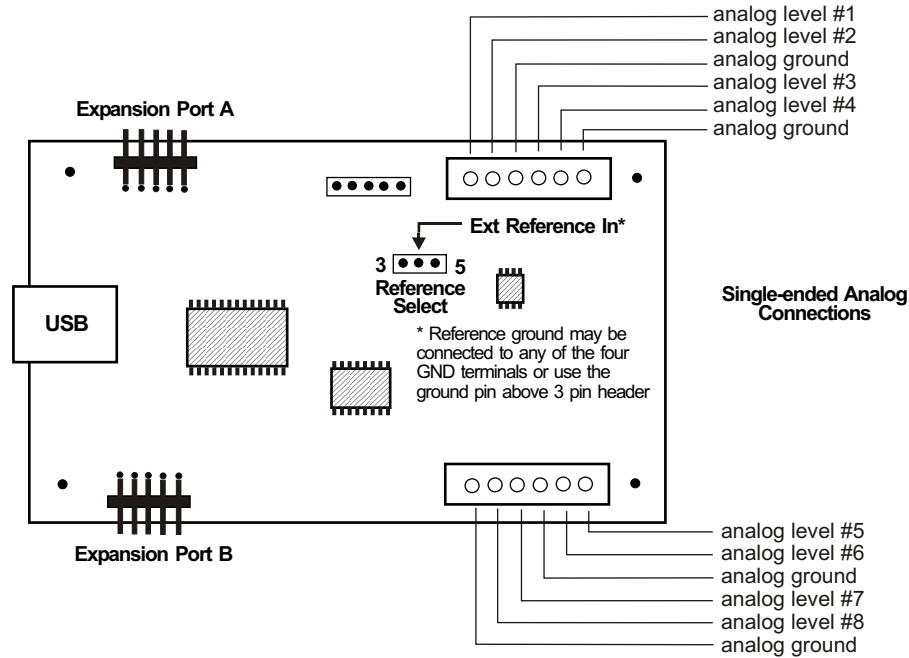 analog level #1
analog level #2
analog ground
analog level #3
analog level #4
analog ground
Expansion Port A
Ext Reference In*
3
5
Reference
Select
USB
* Reference ground may be
connected to any of the four
GND terminals or use the
ground pin above 3 pin header
Single-ended Analog
Connections
Expansion Port B
analog level #5
analog level #6
analog ground
analog level #7
analog level #8
analog ground